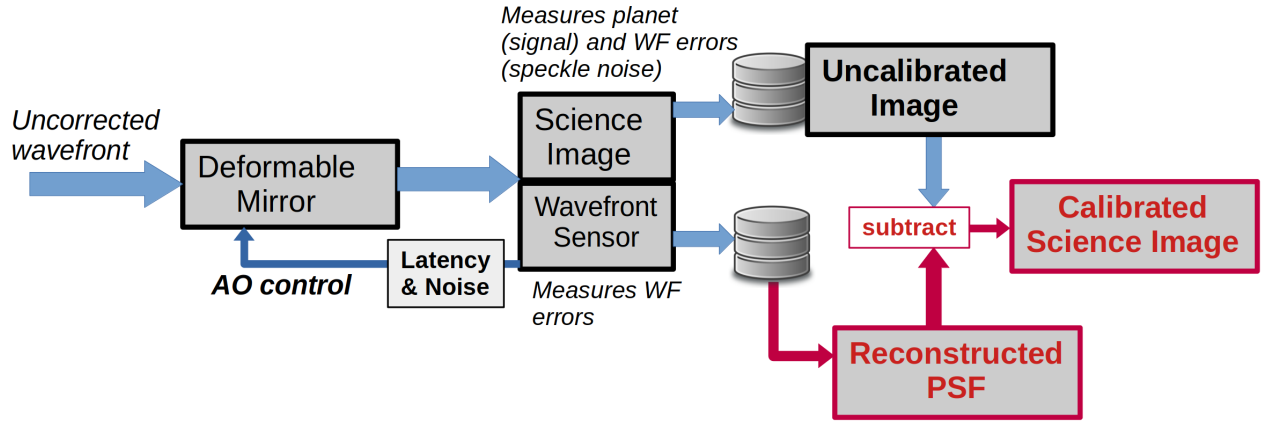 Measures planet
(signal) and WF errors
(speckle noise)
Uncorrected
wavefront
Deformable
Mirror
Science
Image
Wavefront
Sensor
Uncalibrated
Image
subtract
Calibrated
Science Image
Latency
& Noise
AO control
Measures WF
errors
Reconstructed
PSF